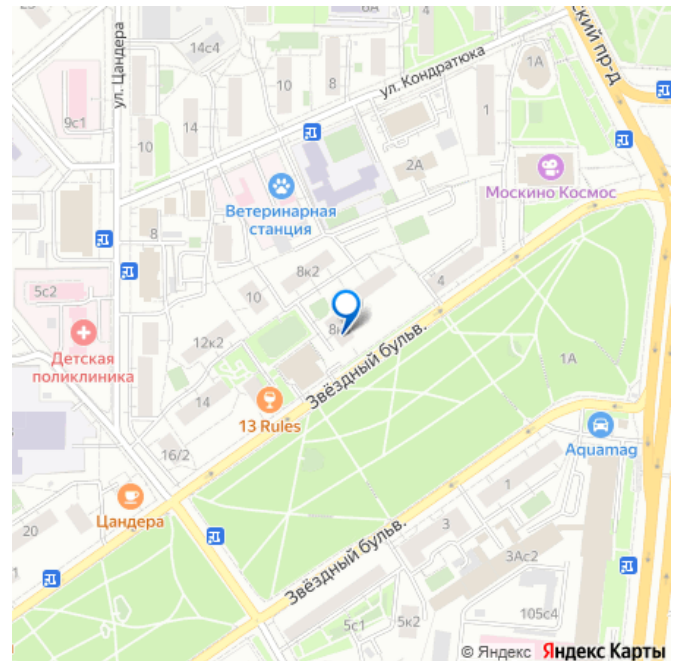 14с4
6
4
ский пр-д
ул. Цандера
10
8
ул. Кондратюка
1А
9с1
14
1
10
2А
Москино Космос
Ветеринарная
станция
8
8к2
4
5с2
10
12к2
Звёздный бульв.
Детская
поликлиника
1А
14
13 Rules
Aquamag
16/2
1
Цандера
3
20
3Ас2
Звёздный бульв.
105с4
5с1
5к2
© Яндекс Яндекс Карты